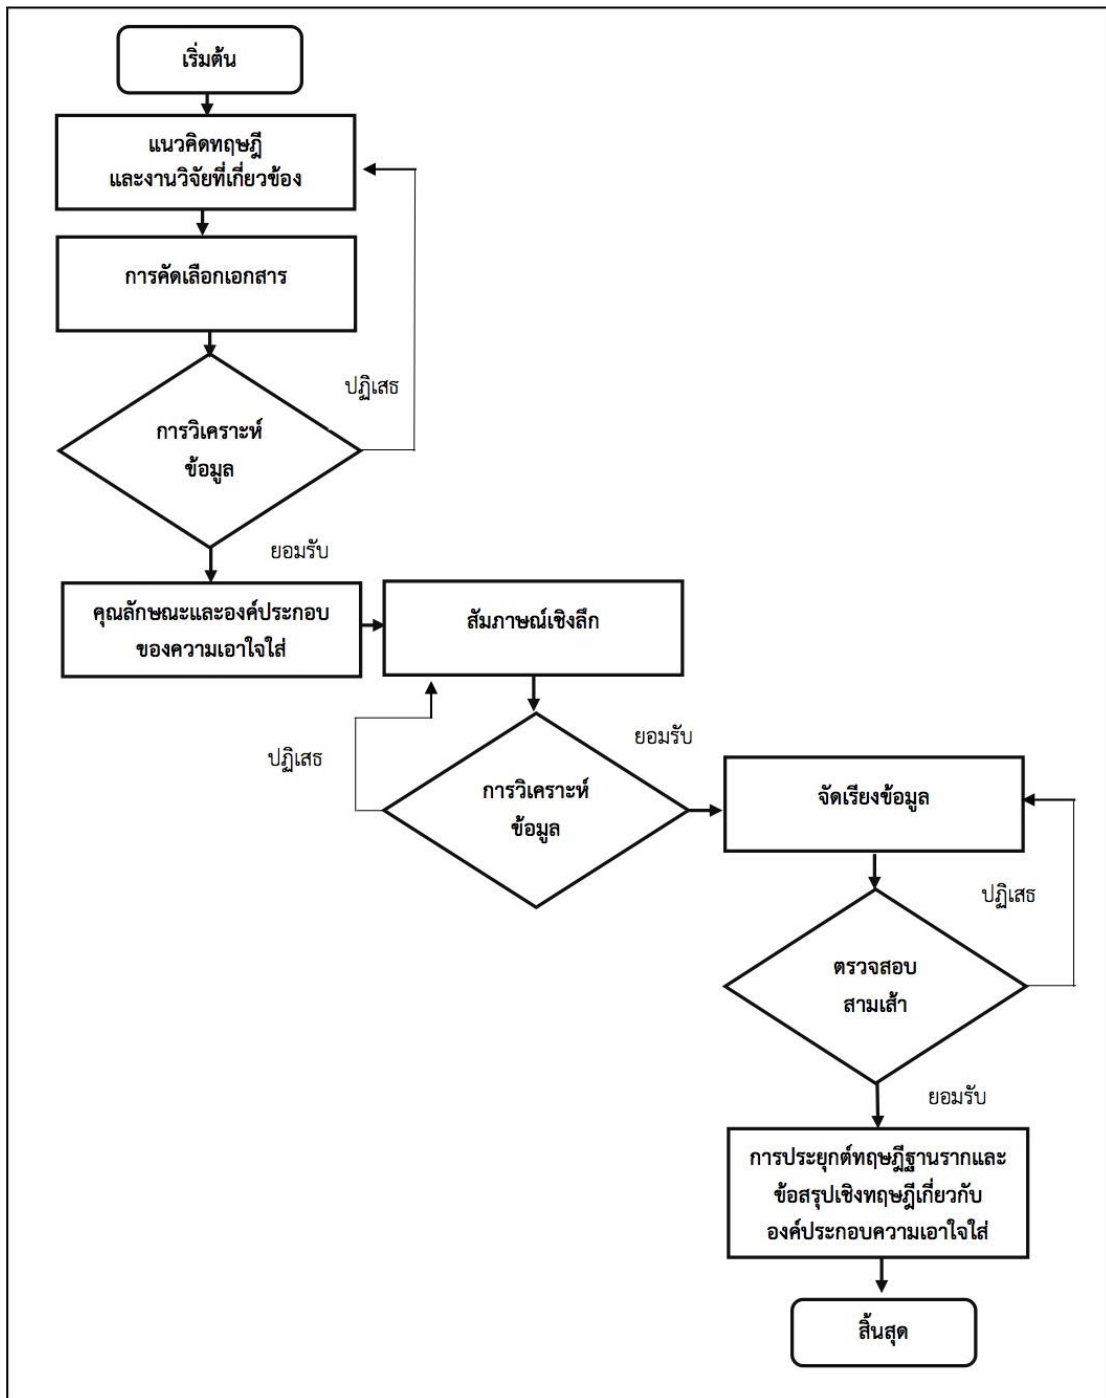 เริ่มต้น
แนวคิดทฤษฎี
และงานวิจัยที่เกี่ยวข้อง
การคัดเลือกเอกสาร
ปฏิเสธ
การวิเคราะห์
ข้อมูล
ยอมรับ
คุณลักษณะและองค์ประกอบ
ของความเอาใจใส่
สัมภาษณ์เชิงลึก
ปฏิเสธ
ยอมรับ
การวิเคราะห์
ข้อมูล
จัดเรียงข้อมูล
ปฏิเสธ
ตรวจสอบ
สามเส้า
ยอมรับ
การประยุกต์ทฤษฎีฐานรากและ
ข้อสรุปเชิงทฤษฎีเกี่ยวกับ
องค์ประกอบความเอาใจใส่
สิ้นสุด